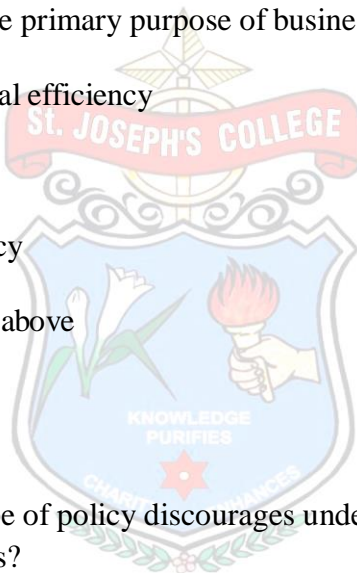 e primary purpose of busine
al efficiency
St. JOSEPH'S COLLEGE
cy
above
KNOWLEDGE
PURIFIES
e of policy discourages unde
s?